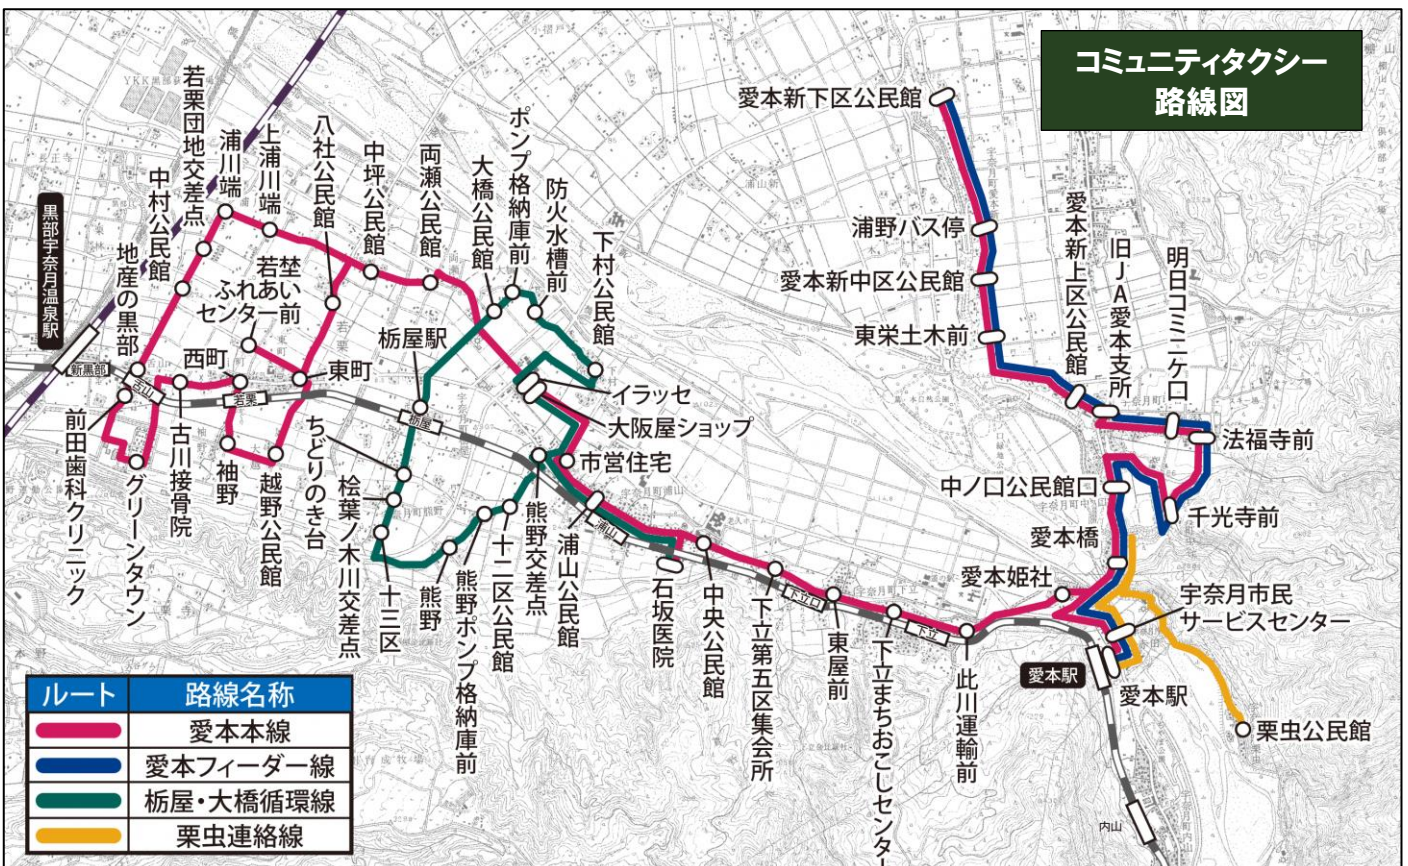 コミュニティタクシー
路線図
愛本新下区公民館
浦野バス停
愛本新中区公民館
東栄土木前
愛本新上区公民館
旧JA愛本支所
明日コミニケ口
法福寺前
千光寺前
中ノ口公民館口
愛本橋
愛本姫社
宇奈月市民
サービスセンター
愛本駅
愛本駅
栗虫公民館
内山
黒部宇奈月温泉駅
新黒部
舌山
若栗
栃屋
浦山
下立口
下立
地産の黒部
中村公民館
若栗団地交差点
浦川端
上浦川端
八社公民館
中坪公民館
両瀬公民館
大橋公民館
ポンプ格納庫前
防火水槽前
下村公民館
若埜
ふれあい
センター前
西町
東町
栃屋駅
イラッセ
大阪屋ショップ
市営住宅
前田歯科クリニック
グリーンタウン
古川接骨院
袖野
越野公民館
ちどりのき台
桧葉ノ木川交差点
十三区
熊野
熊野ポンプ格納庫前
十二区公民館
熊野交差点
浦山公民館
石坂医院
中央公民館
下立第五区集会所
東屋前
下立まちおこしセンター
此川運輸前
ルート 路線名称
愛本本線
愛本フィーダー線
栃屋・大橋循環線
栗虫連絡線